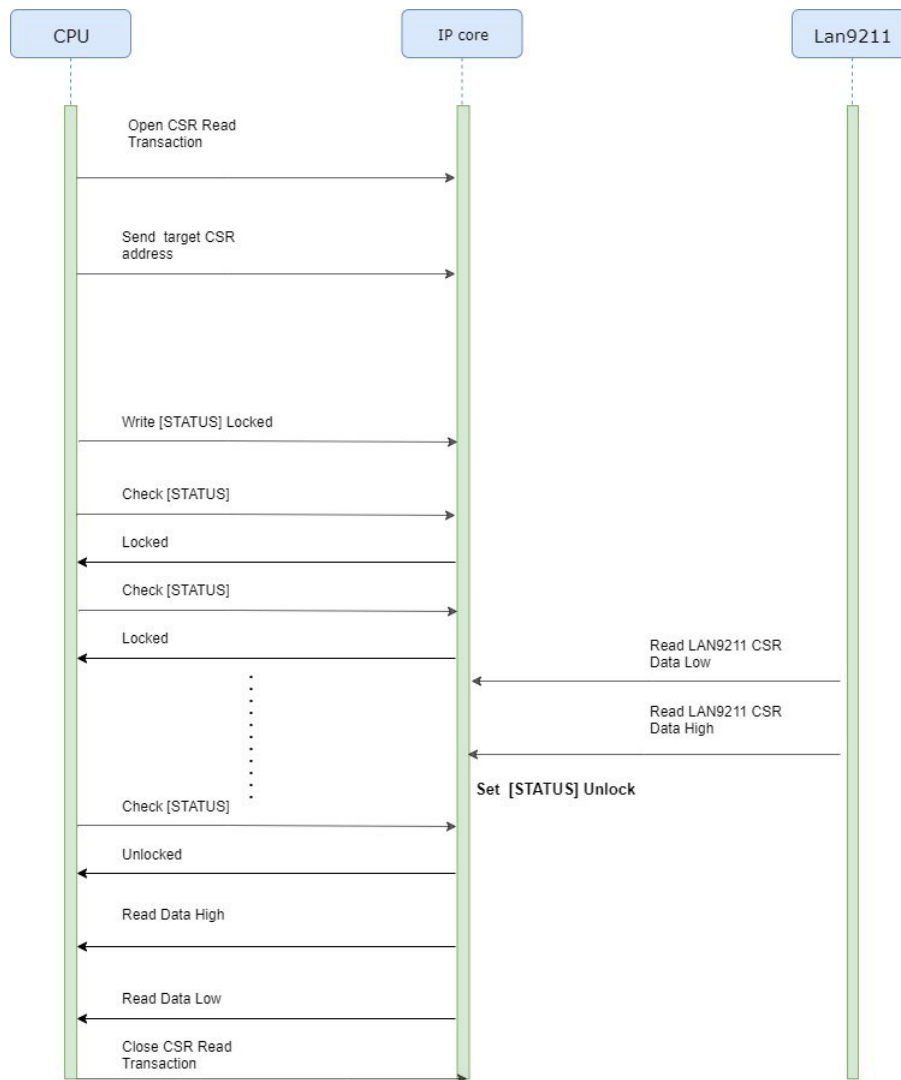 CPU
IP core
Lan9211
Open CSR Read
Transaction
Send target CSR
address
Write [STATUS] Locked
Check [STATUS]
Locked
Check [STATUS]
Locked
Read LAN9211 CSR
Data Low
Read LAN9211 CSR
Data High
Set [STATUS] Unlock
Check [STATUS]
Unlocked
Read Data High
Read Data Low
Close CSR Read
Transaction